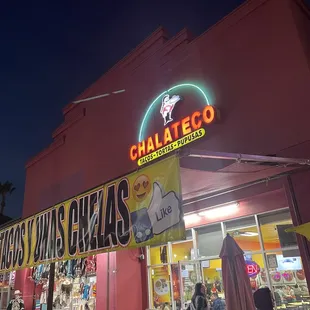 CHALATECO
TACOS • TORTAS • PUPUSAS
TACOS Y UNAS CHELAS
Like